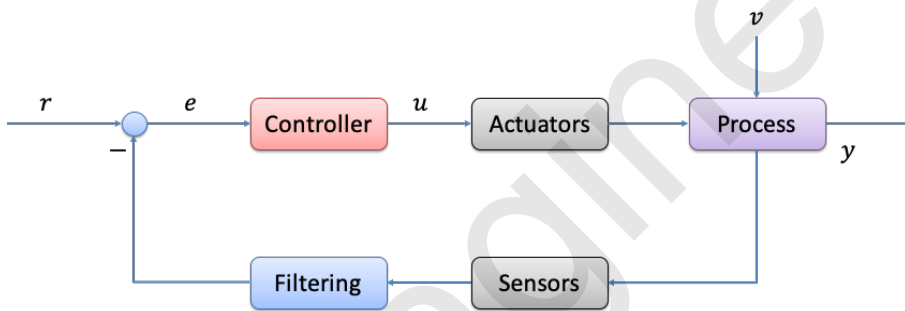 v
r
e
Controller
u
Actuators
Process
−
y
Filtering
Sensors